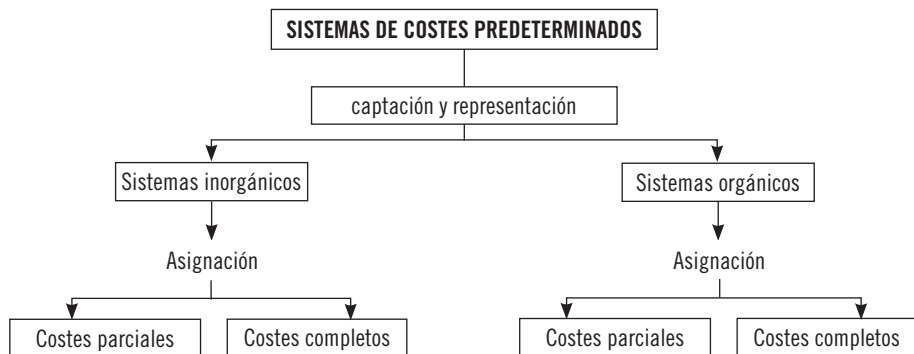 SISTEMAS DE COSTES PREDETERMINADOS
captación y representación
Sistemas inorgánicos
Sistemas orgánicos
Asignación
Asignación
Costes parciales
Costes completos
Costes parciales
Costes completos